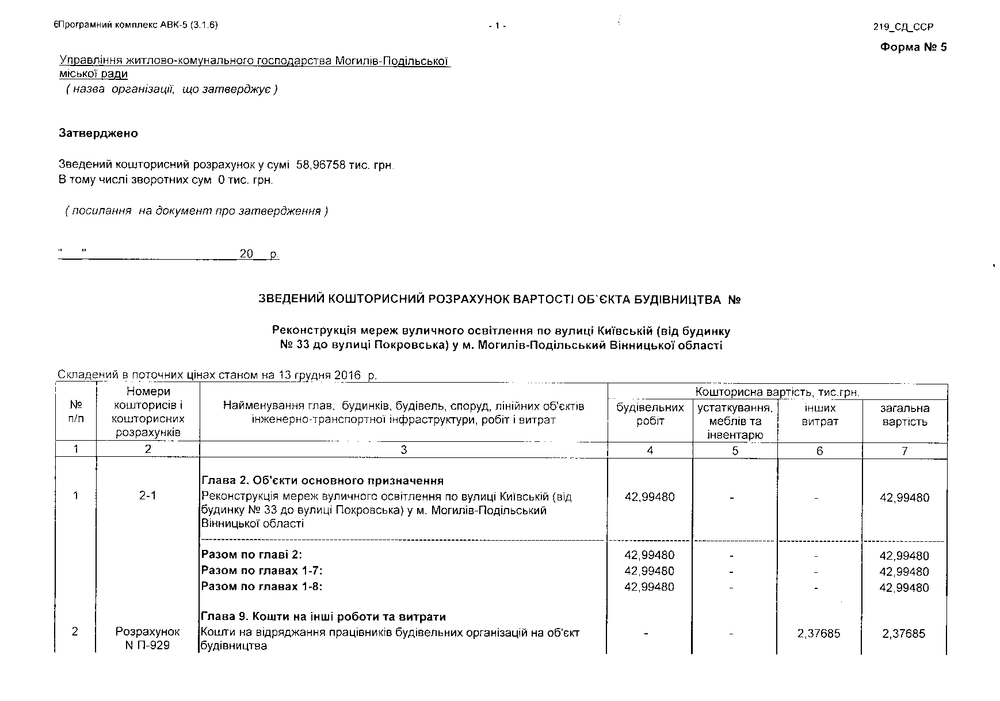 6Програмний комплекс АВК-5 (3.1.6)
- 1 -
219_СД_ССР
Форма № 5
Управління житлово-комунального господарства Могилів-Подільської
міської ради
( назва організації, що затверджує )
Затверджено
Зведений кошторисний розрахунок у сумі 58,96758 тис. грн.
В тому числі зворотних сум 0 тис. грн.
( посилання на документ про затвердження )
" " 20 р.
ЗВЕДЕНИЙ КОШТОРИСНИЙ РОЗРАХУНОК ВАРТОСТІ ОБ`ЄКТА БУДІВНИЦТВА №
Реконструкція мереж вуличного освітлення по вулиці Київській (від будинку
№ 33 до вулиці Покровська) у м. Могилів-Подільський Вінницької області
Складений в поточних цінах станом на 13 грудня 2016 р.
№
п/п
Номери
кошторисів і
кошторисних
розрахунків
Найменування глав, будинків, будівель, споруд, лінійних об'єктів
інженерно-транспортної інфраструктури, робіт і витрат
Кошторисна вартість, тис.грн.
будівельних
робіт
устаткування,
меблів та
інвентарю
інших
витрат
загальна
вартість
1 2 3 4 5 6 7
Глава 2. Об'єкти основного призначення
1 2-1 Реконструкція мереж вуличного освітлення по вулиці Київській (від 42,99480 - - 42,99480
будинку № 33 до вулиці Покровська) у м. Могилів-Подільський
Вінницької області
Разом по главі 2: 42,99480 - - 42,99480
Разом по главах 1-7: 42,99480 - - 42,99480
Разом по главах 1-8: 42,99480 - - 42,99480
Глава 9. Кошти на інші роботи та витрати
2 Розрахунок Кошти на відряджання працівників будівельних організацій на об'єкт - - 2,37685 2,37685
N П-929 будівництва